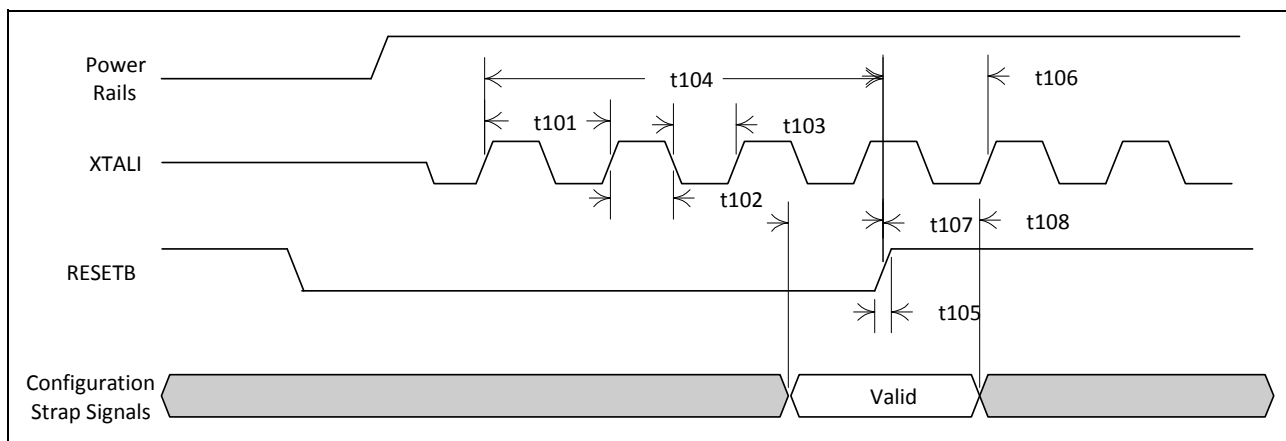 Power
Rails
t104
t106
t101
t103
XTALI
t102
t107
t108
RESETB
t105
Configuration
Strap Signals
Valid